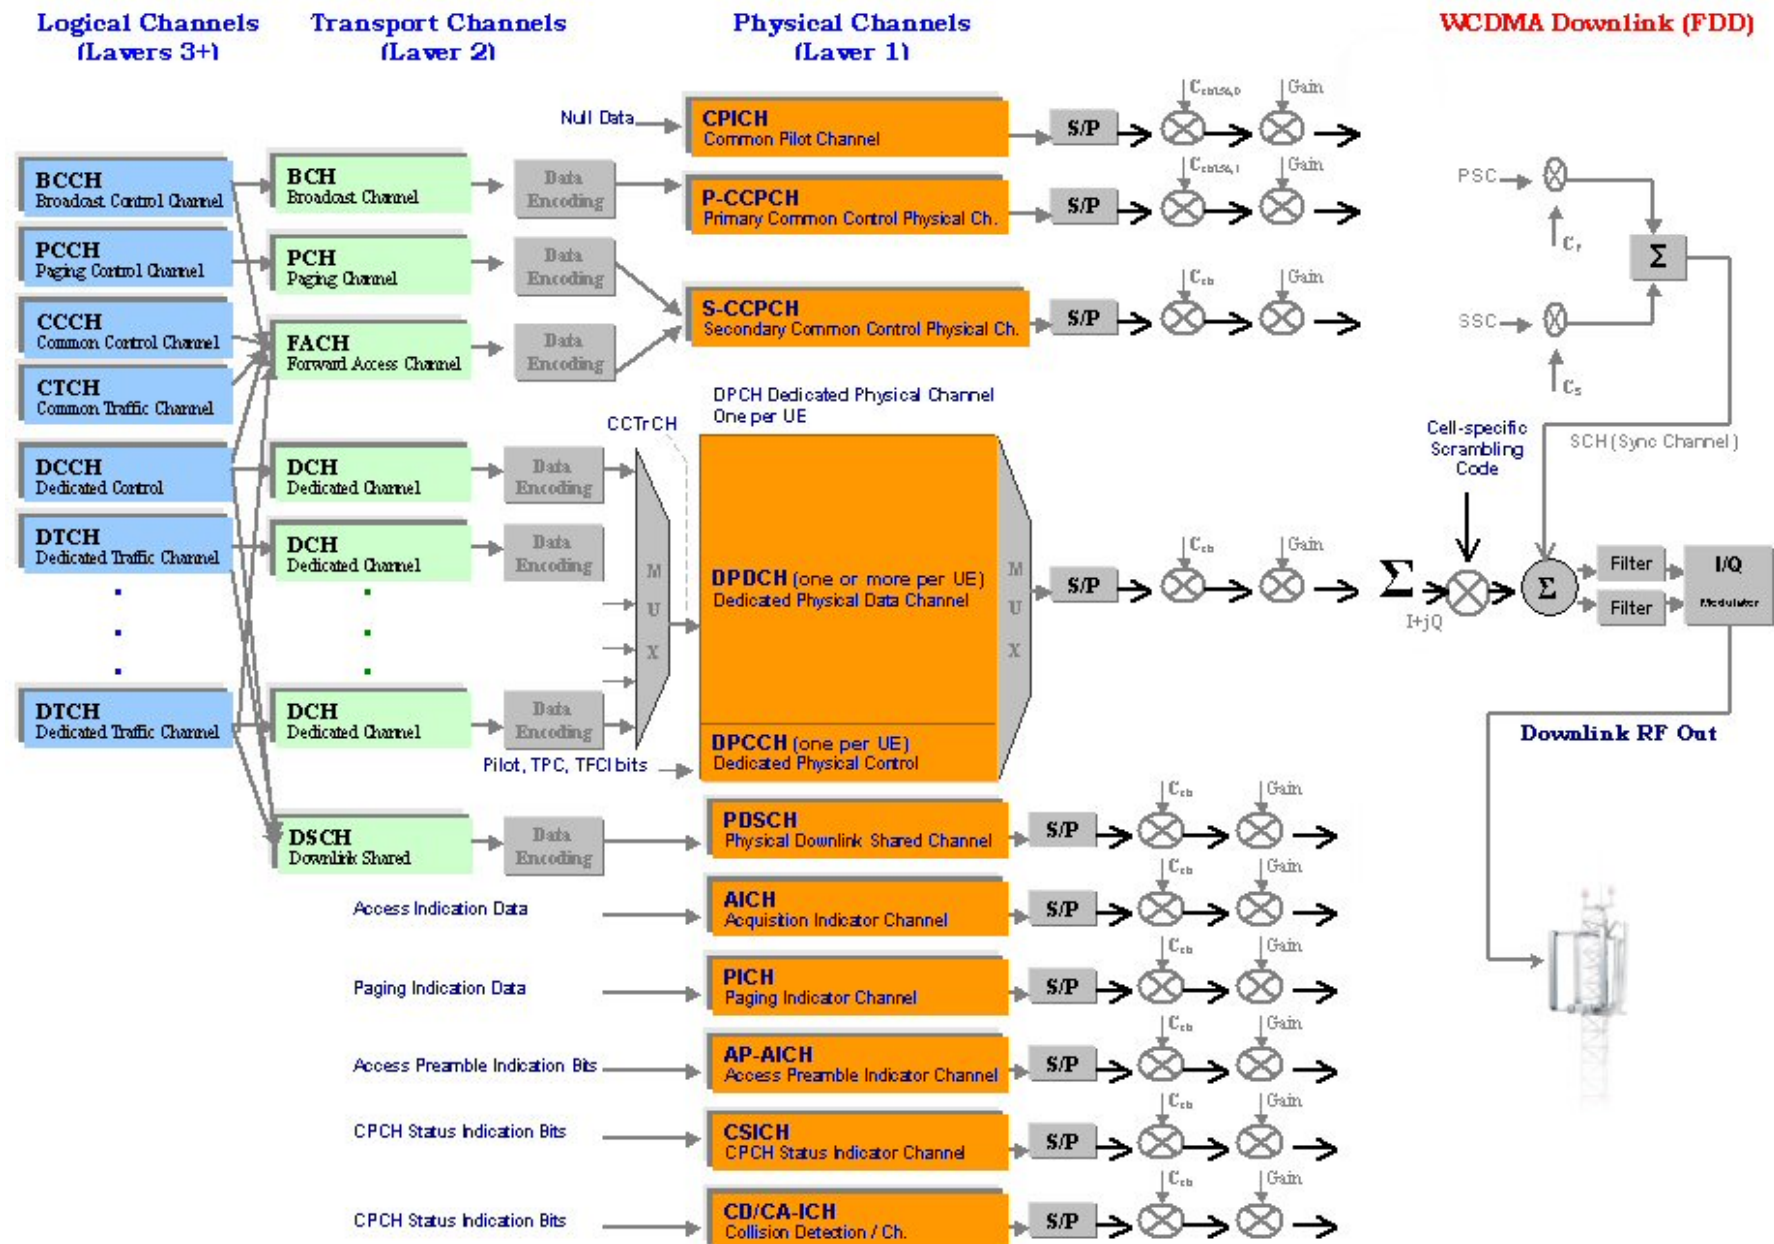 Logical Channels
(Layers 3+)
Transport Channels
(Layer 2)
Physical Channels
(Layer 1)
WCDMA Downlink (FDD)
Null Data
CPICH
Common Pilot Channel
S/P
Gain
BCCH
Broadcast Control Channel
BCH
Broadcast Channel
Data
Encoding
P-CCPCH
Primary Common Control Physical Ch.
S/P
Gain
PCCH
Paging Control Channel
PCH
Paging Channel
Data
Encoding
CCCH
Common Control Channel
FACH
Forward Access Channel
Data
Encoding
S-CCPCH
Secondary Common Control Physical Ch.
S/P
Cch
Gain
CTCH
Common Traffic Channel
PSC
Cp
Σ
SSC
Cs
SCH (Sync Channel)
DPCH Dedicated Physical Channel
One per UE
CCTrCH
DCCH
Dedicated Control
DCH
Dedicated Channel
Data
Encoding
DTCH
Dedicated Traffic Channel
DCH
Dedicated Channel
Data
Encoding
M
U
X
DPDCH (one or more per UE)
Dedicated Physical Data Channel
M
U
X
S/P
Cch
Gain
Cell-specific
Scrambling
Code
Σ
I+jQ
Σ
Filter
Filter
I/Q
Modulator
DTCH
Dedicated Traffic Channel
DCH
Dedicated Channel
Data
Encoding
Pilot, TPC, TFCI bits
DPCCH (one per UE)
Dedicated Physical Control
Downlink RF Out
DSCH
Downlink Shared
Data
Encoding
PDSCH
Physical Downlink Shared Channel
S/P
Cch
Gain
Access Indication Data
AICH
Acquisition Indicator Channel
S/P
Cch
Gain
Paging Indication Data
PICH
Paging Indicator Channel
S/P
Cch
Gain
Access Preamble Indication Bits
AP-AICH
Access Preamble Indicator Channel
S/P
Cch
Gain
CPCH Status Indication Bits
CSICH
CPCH Status Indicator Channel
S/P
Cch
Gain
CPCH Status Indication Bits
CD/CA-ICH
Collision Detection / Ch.
S/P
Cch
Gain